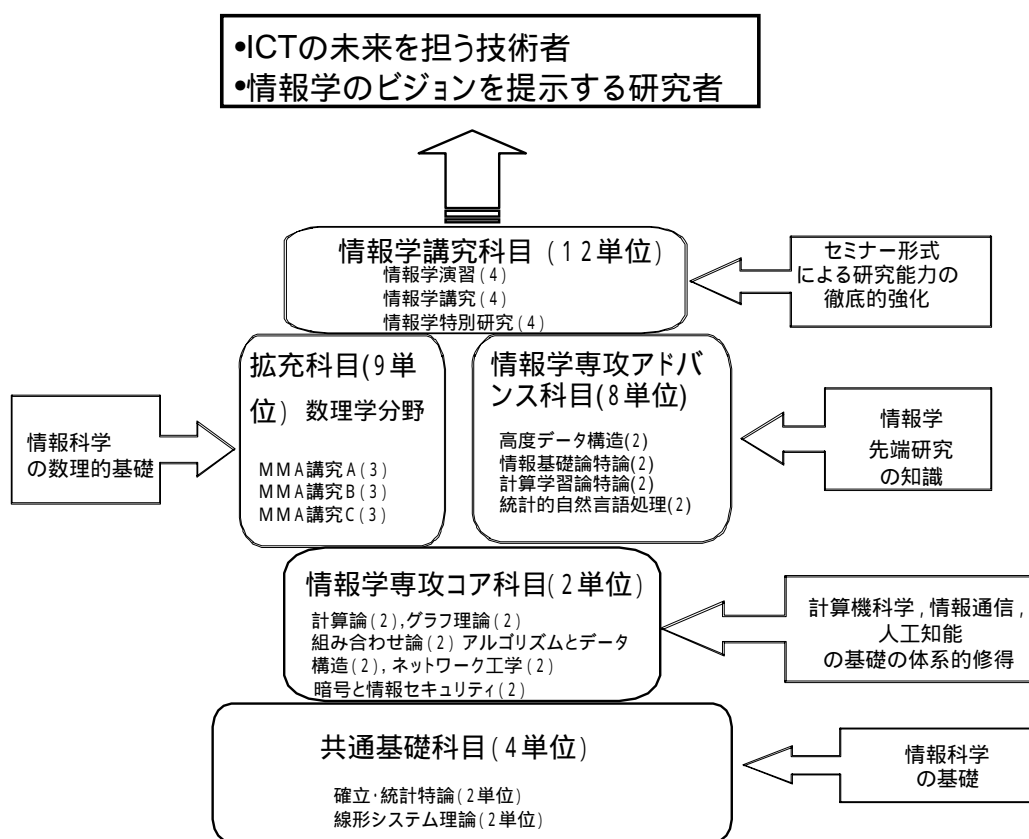 •ICTの未来を担う技術者
•情報学のビジョンを提示する研究者
情報学講究科目 (12単位)
情報学演習(4)
情報学講究(4)
情報学特別研究(4)
セミナー形式
による研究能力の
徹底的強化
拡充科目(9単
位) 数理学分野
MMA講究A(3)
MMA講究B(3)
MMA講究C(3)
情報科学
の数理的基礎
情報学専攻アドバ
ンス科目(8単位)
高度データ構造(2)
情報基礎論特論(2)
計算学習論特論(2)
統計的自然言語処理(2)
情報学
先端研究
の知識
情報学専攻コア科目(2単位)
計算論(2),グラフ理論(2)
組み合わせ論(2) アルゴリズムとデータ
構造(2), ネットワーク工学(2)
暗号と情報セキュリティ(2)
計算機科学,情報通信,
人工知能
の基礎の体系的修得
共通基礎科目(4単位)
確立・統計特論(2単位)
線形システム理論(2単位)
情報科学
の基礎